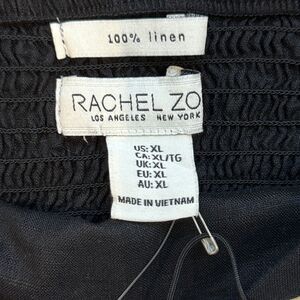 100% linen
RACHEL ZO
LOS ANGELES NEW YORK
US: XL
CA: XL/TG
UK: XL
EU: XL
AU: XL
MADE IN VIETNAM